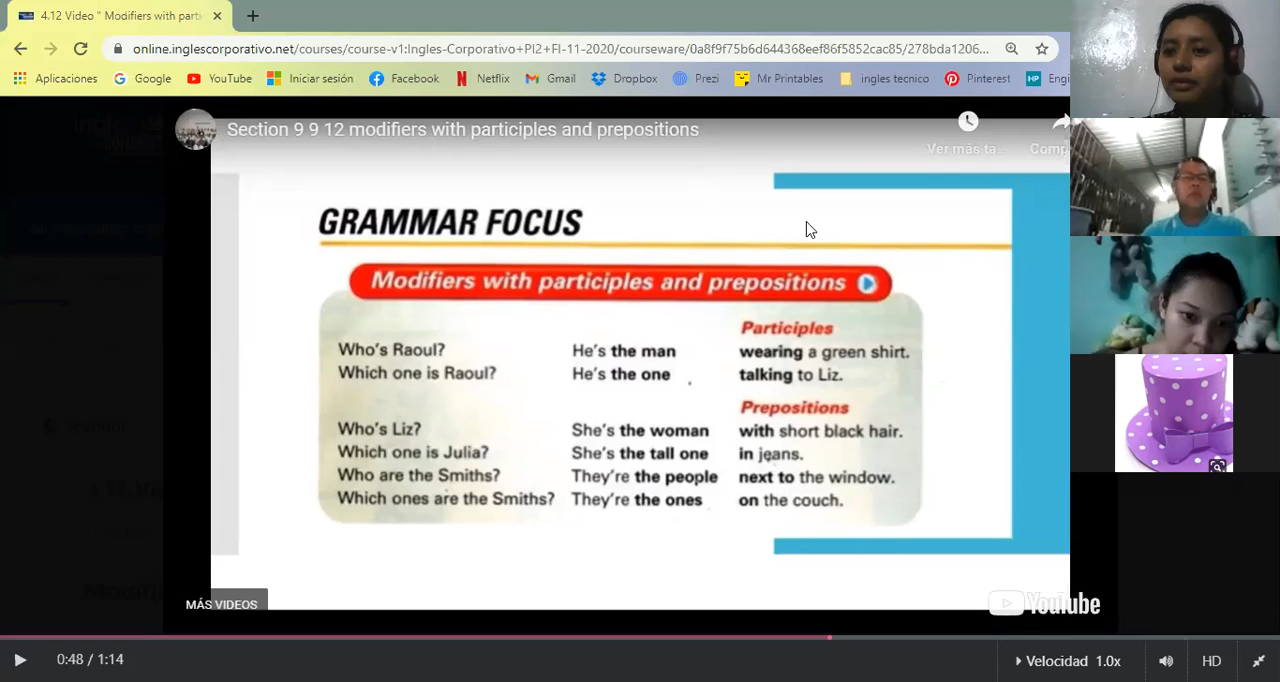 4.12 Video " Modifiers with parti
online.inglescorporativo.net/courses/course-v1:Ingles-Corporativo+PI2+FI-11-2020/courseware/0a8f9f75b6d644368eef86f5852cac85/278bda1206...
Aplicaciones Google YouTube Iniciar sesión Facebook Netflix Gmail Dropbox Prezi Mr Printables ingles tecnico Pinterest HP Engl
Section 9 9 12 modifiers with participles and prepositions
Ver más ta... Comp
GRAMMAR FOCUS
Modifiers with participles and prepositions
Participles
Who's Raoul? He's the man wearing a green shirt.
Which one is Raoul? He's the one talking to Liz.
Prepositions
Who's Liz? She's the woman with short black hair.
Which one is Julia? She's the tall one in jeans.
Who are the Smiths? They're the people next to the window.
Which ones are the Smiths? They're the ones on the couch.
MÁS VIDEOS
YouTube
0:48 / 1:14 Velocidad 1.0x HD